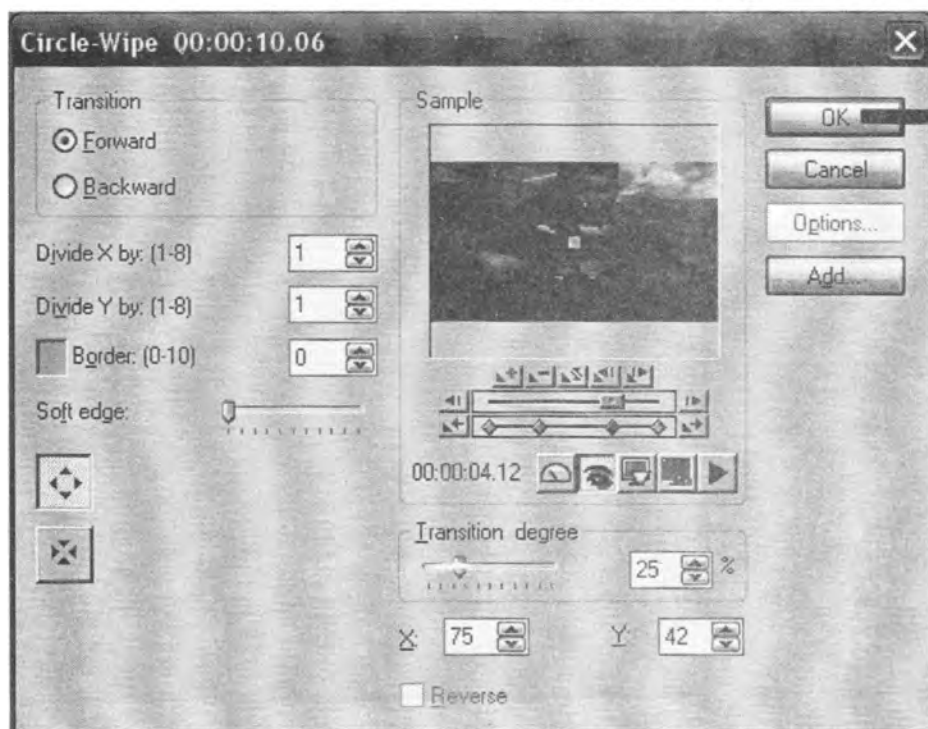 Circle-Wipe 00:00:10.06
Transition
Forward
Backward
Divide X by: (1-8) 1
Divide Y by: (1-8) 1
Border: (0-10) 0
Soft edge:
Sample
00:00:04.12
Transition degree
25 %
X: 75 Y: 42
Reverse
OK
Cancel
Options...
Add...